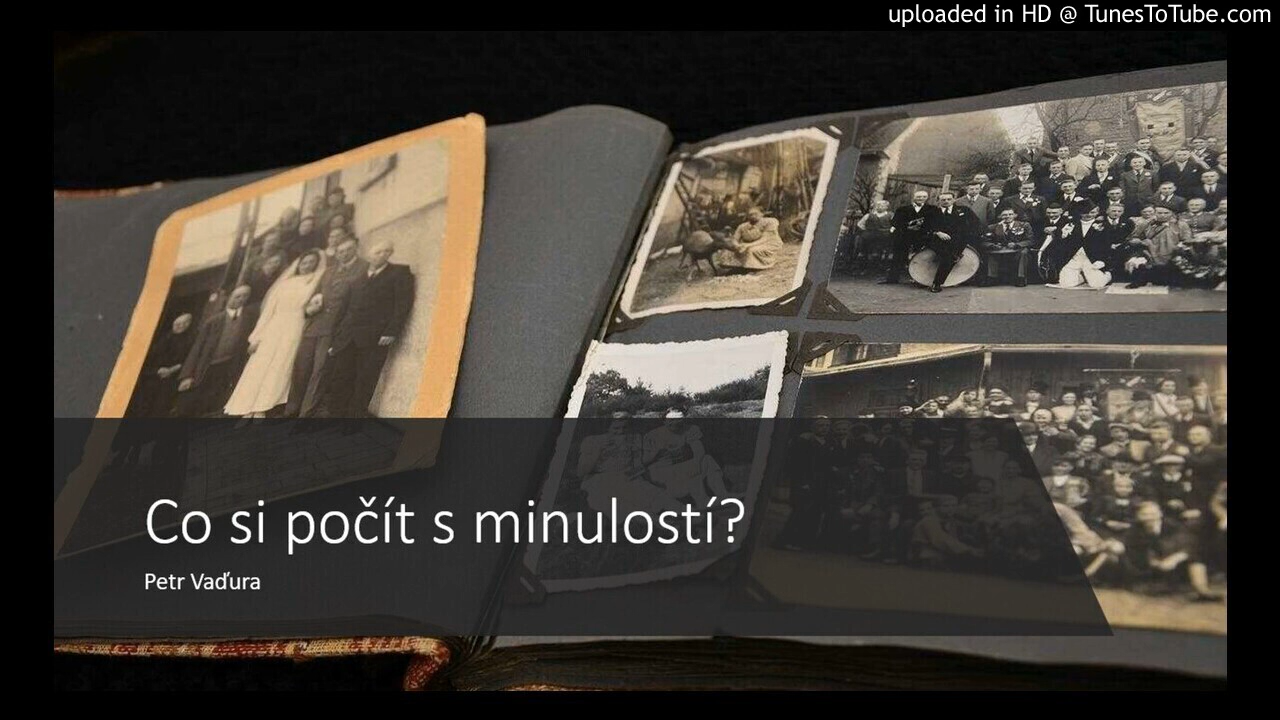 uploaded in HD @ TunesToTube.com
Co si počít s minulostí?
Petr Vaďura